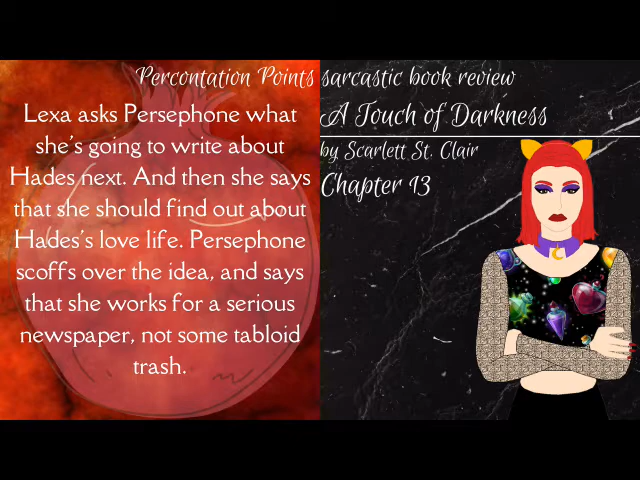 Percontation Points sarcastic book review
Lexa asks Persephone what
she's going to write about
Hades next. And then she says
that she should find out about
Hades's love life. Persephone
scoffs over the idea, and says
that she works for a serious
newspaper, not some tabloid
trash.
A Touch of Darkness
by Scarlett St. Clair
Chapter 13